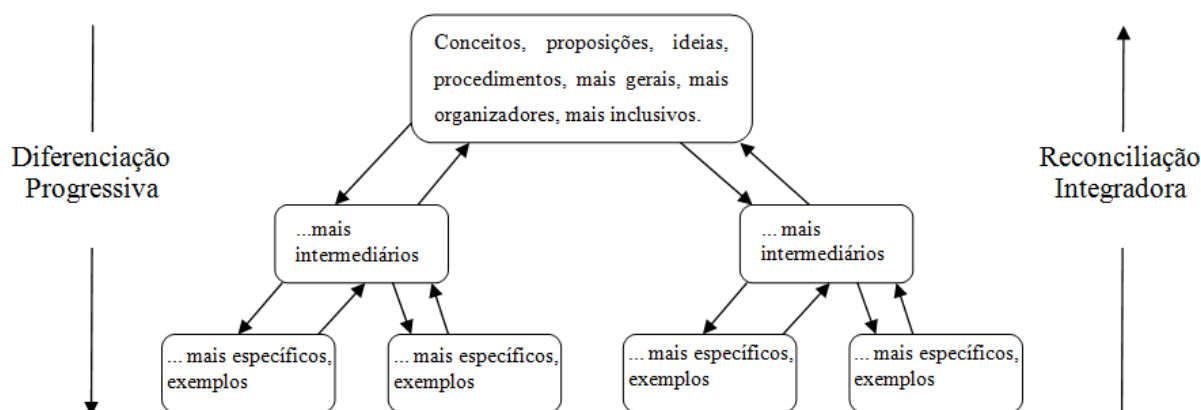 Conceitos, proposições, ideias,
procedimentos, mais gerais, mais
organizadores, mais inclusivos.
Diferenciação
Progressiva
Reconciliação
Integradora
...mais
intermediários
... mais
intermediários
... mais específicos,
exemplos
... mais específicos,
exemplos
... mais específicos,
exemplos
... mais específicos,
exemplos